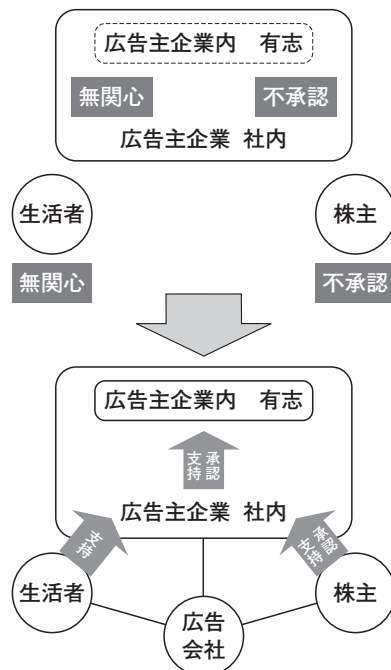 広告主企業内 有志
無関心 不承認
広告主企業 社内
生活者 株主
無関心 不承認
広告主企業内 有志
承認
支持
広告主企業 社内
支持
承認
支持
生活者 株主
広告
会社